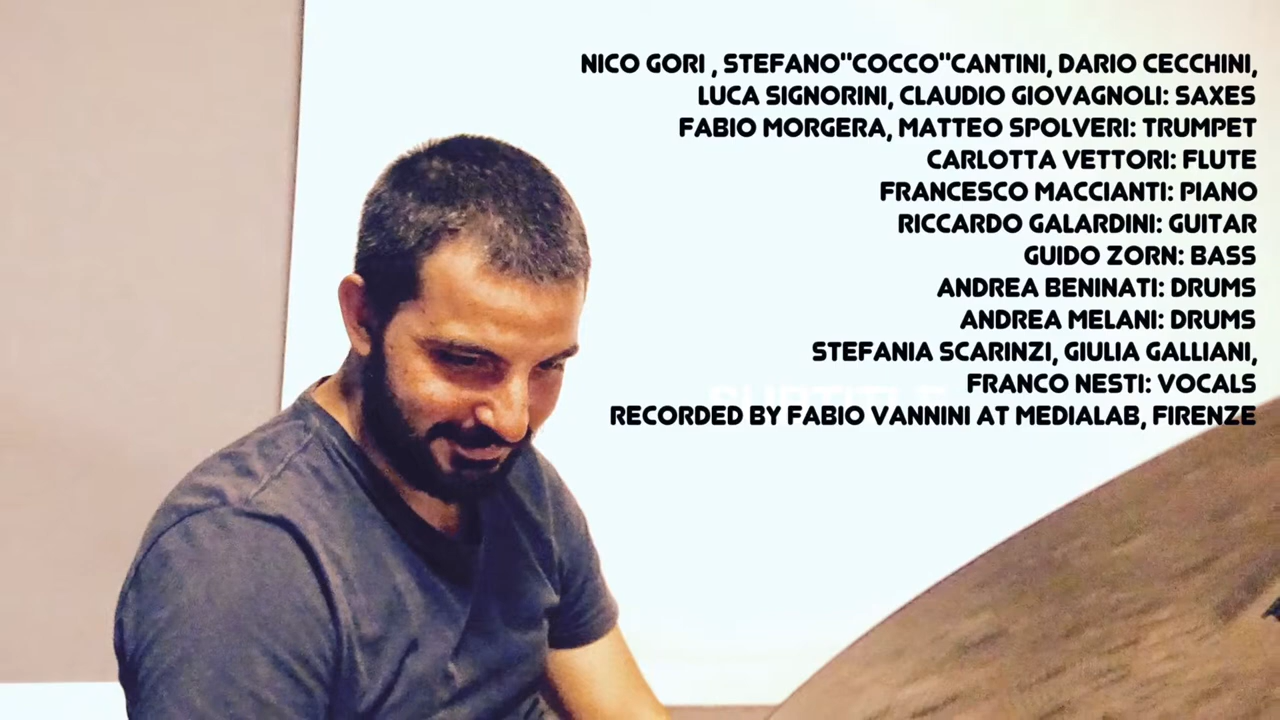 NICO GORI , STEFANO"COCCO"CANTINI, DARIO CECCHINI,
LUCA SIGNORINI, CLAUDIO GIOVAGNOLI: SAXES
FABIO MORGERA, MATTEO SPOLVERI: TRUMPET
CARLOTTA VETTORI: FLUTE
FRANCESCO MACCIANTI: PIANO
RICCARDO GALARDINI: GUITAR
GUIDO ZORN: BASS
ANDREA BENINATI: DRUMS
ANDREA MELANI: DRUMS
STEFANIA SCARINZI, GIULIA GALLIANI,
FRANCO NESTI: VOCALS
SUBTITLE
RECORDED BY FABIO VANNINI AT MEDIALAB, FIRENZE